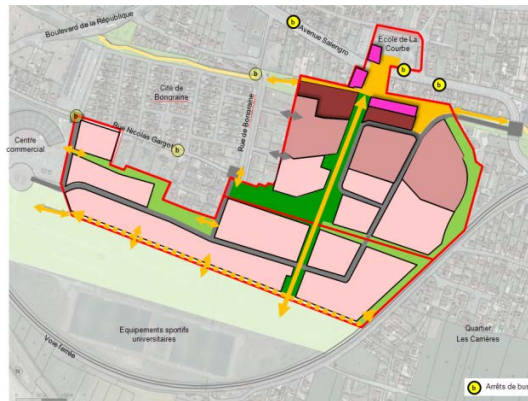 Boulevard de la République
Avenue Salengro
b
Ecole de La
Courbe
b
b
b
Cité de
Bongraine
b
Rue Nicolas Gargot
b
Rue de Bongraine
Centre
commercial
Equipements sportifs
universitaires
Quartier
Les Carrières
Voie ferrée
b Arrêts de bus